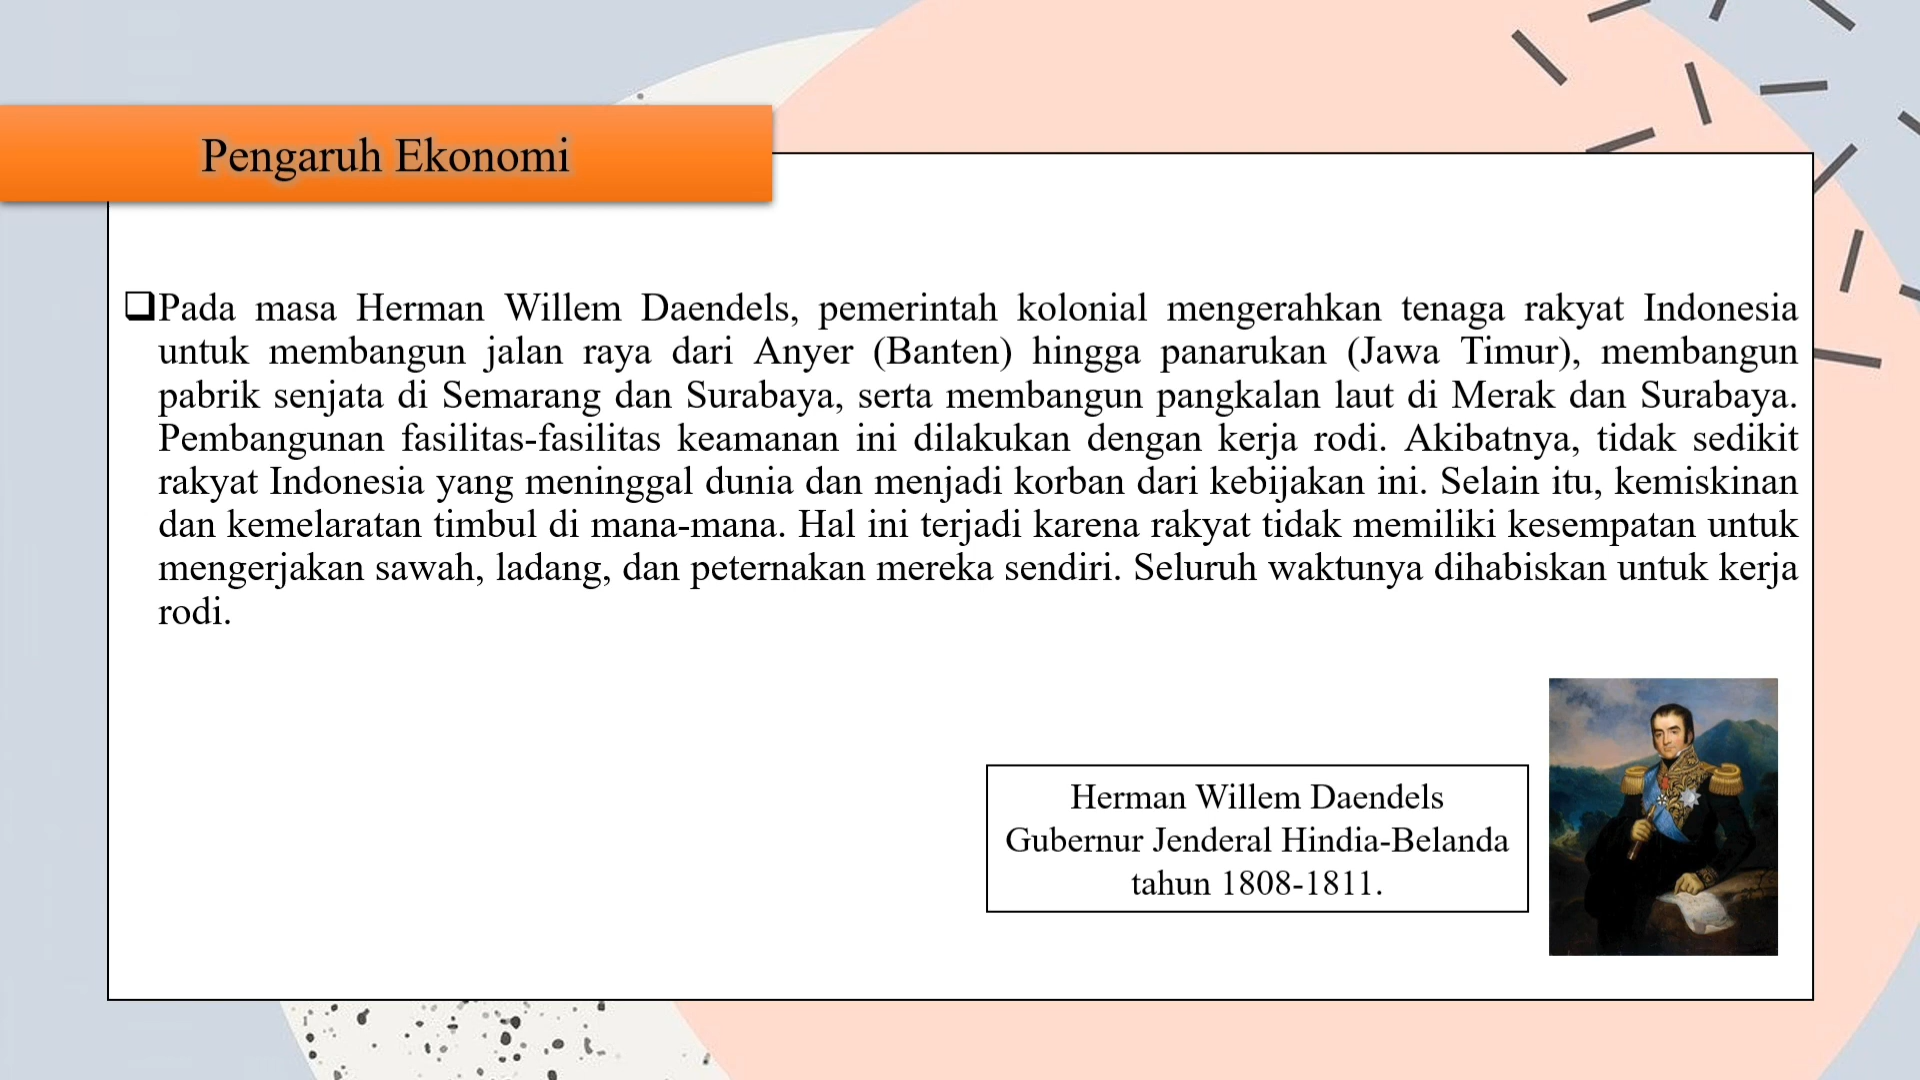 Pengaruh Ekonomi
❑Pada masa Herman Willem Daendels, pemerintah kolonial mengerahkan tenaga rakyat Indonesia
untuk membangun jalan raya dari Anyer (Banten) hingga panarukan (Jawa Timur), membangun
pabrik senjata di Semarang dan Surabaya, serta membangun pangkalan laut di Merak dan Surabaya.
Pembangunan fasilitas-fasilitas keamanan ini dilakukan dengan kerja rodi. Akibatnya, tidak sedikit
rakyat Indonesia yang meninggal dunia dan menjadi korban dari kebijakan ini. Selain itu, kemiskinan
dan kemelaratan timbul di mana-mana. Hal ini terjadi karena rakyat tidak memiliki kesempatan untuk
mengerjakan sawah, ladang, dan peternakan mereka sendiri. Seluruh waktunya dihabiskan untuk kerja
rodi.
Herman Willem Daendels
Gubernur Jenderal Hindia-Belanda
tahun 1808-1811.